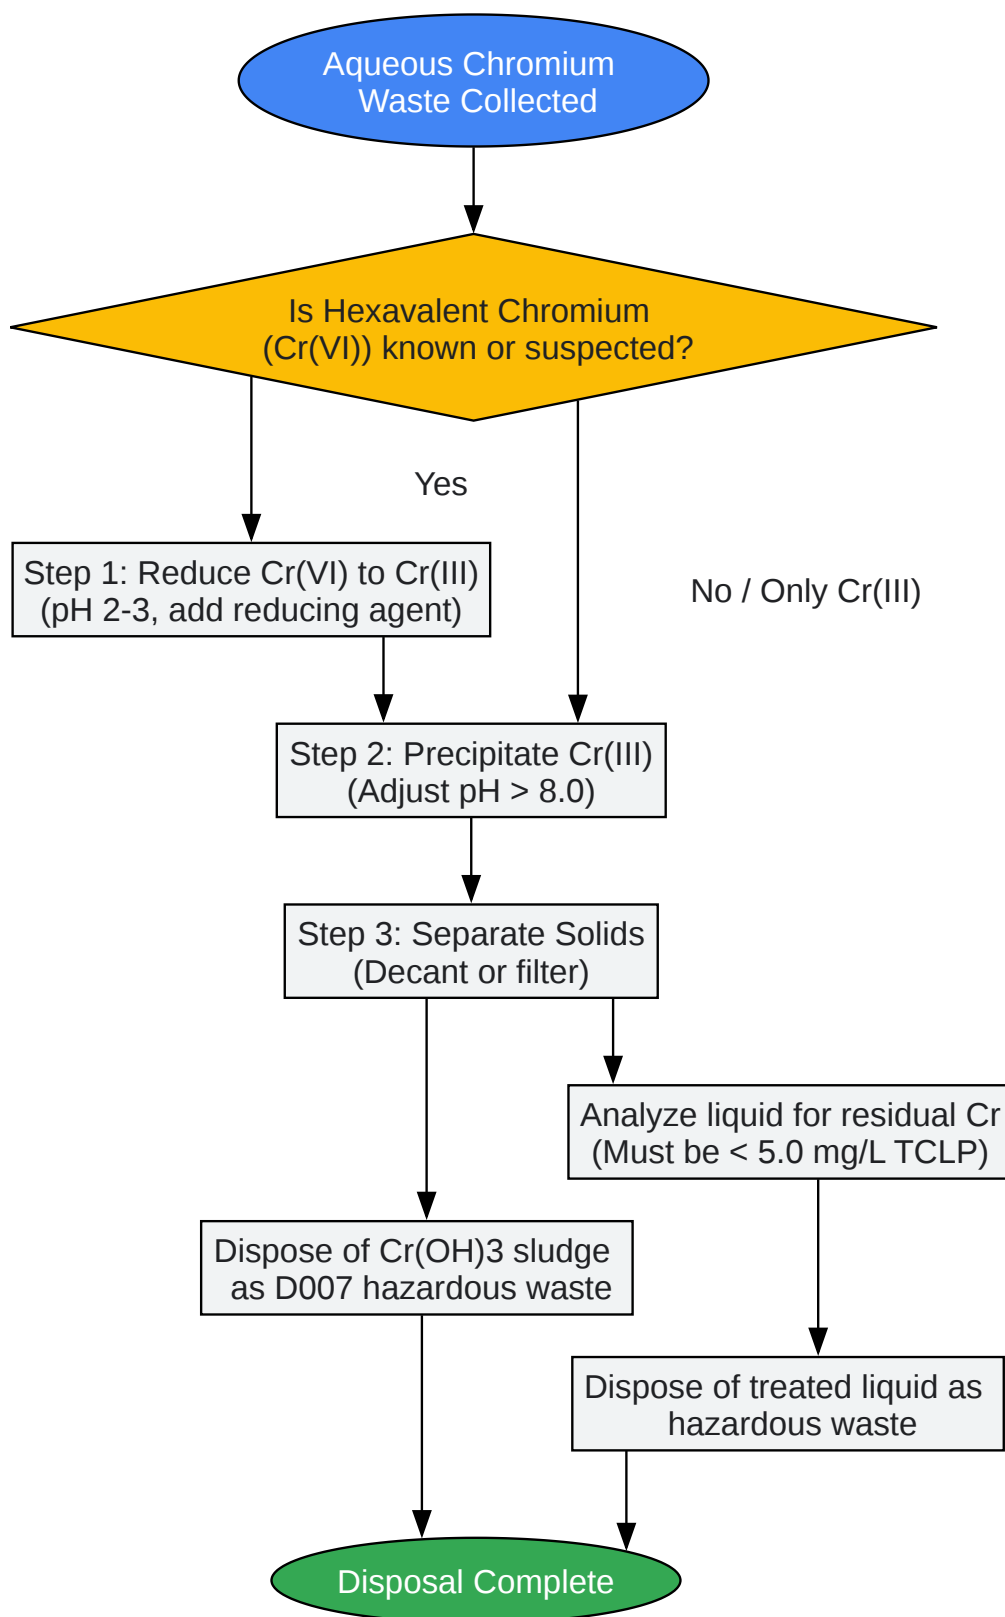 Aqueous Chromium
Waste Collected
Is Hexavalent Chromium
(Cr(VI)) known or suspected?
Yes
Step 1: Reduce Cr(VI) to Cr(III)
(pH 2-3, add reducing agent)
No / Only Cr(III)
Step 2: Precipitate Cr(III)
(Adjust pH > 8.0)
Step 3: Separate Solids
(Decant or filter)
Analyze liquid for residual Cr
(Must be < 5.0 mg/L TCLP)
Dispose of Cr(OH)3 sludge
as D007 hazardous waste
Dispose of treated liquid as
hazardous waste
Disposal Complete